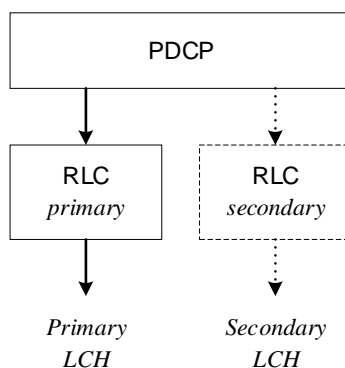 PDCP
RLC
primary
RLC
secondary
Primary
LCH
Secondary
LCH